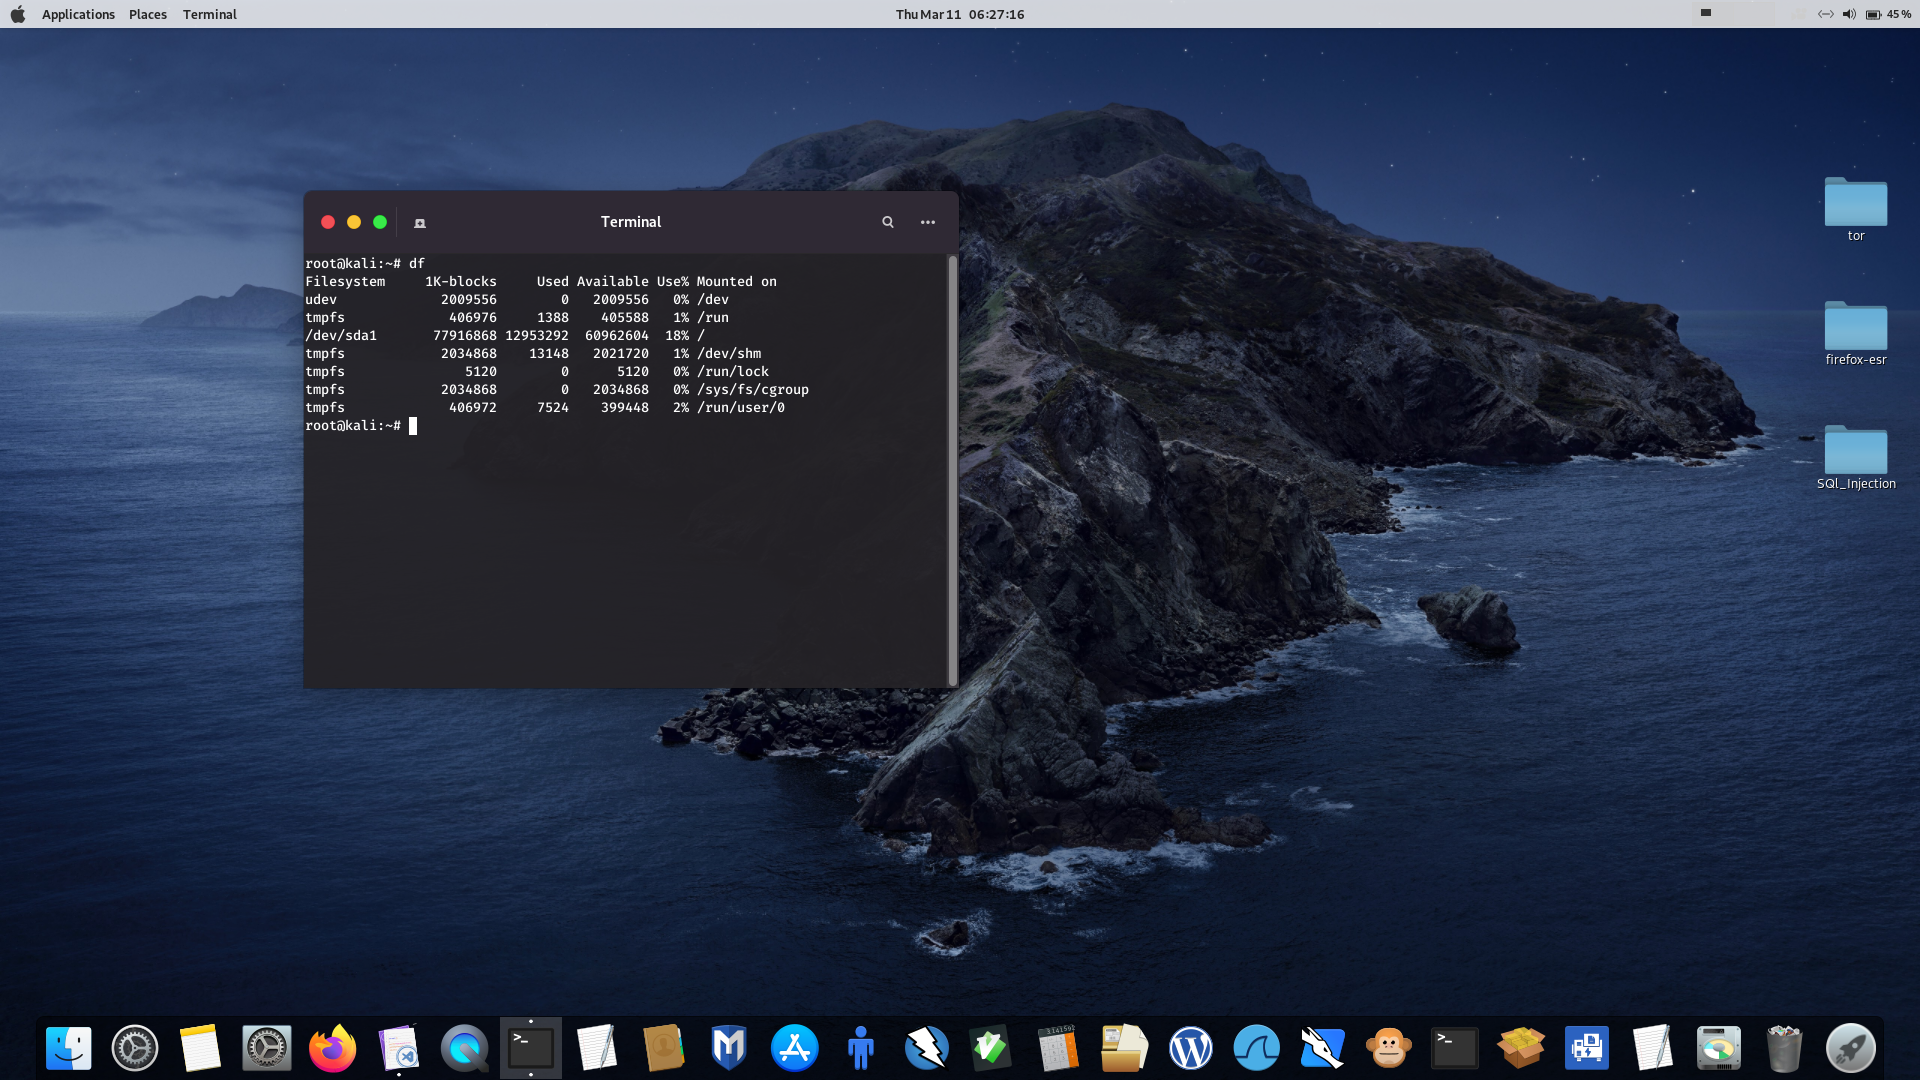 Applications Places Terminal
Thu Mar 11 06:27:16
45 %
Terminal
root@kali:~# df
Filesystem 1K-blocks Used Available Use% Mounted on
udev 2009556 0 2009556 0% /dev
tmpfs 406976 1388 405588 1% /run
/dev/sda1 77916868 12953292 60962604 18% /
tmpfs 2034868 13148 2021720 1% /dev/shm
tmpfs 5120 0 5120 0% /run/lock
tmpfs 2034868 0 2034868 0% /sys/fs/cgroup
tmpfs 406972 7524 399448 2% /run/user/0
root@kali:~#
tor
firefox-esr
SQl_Injection
>_
3.141592
>_